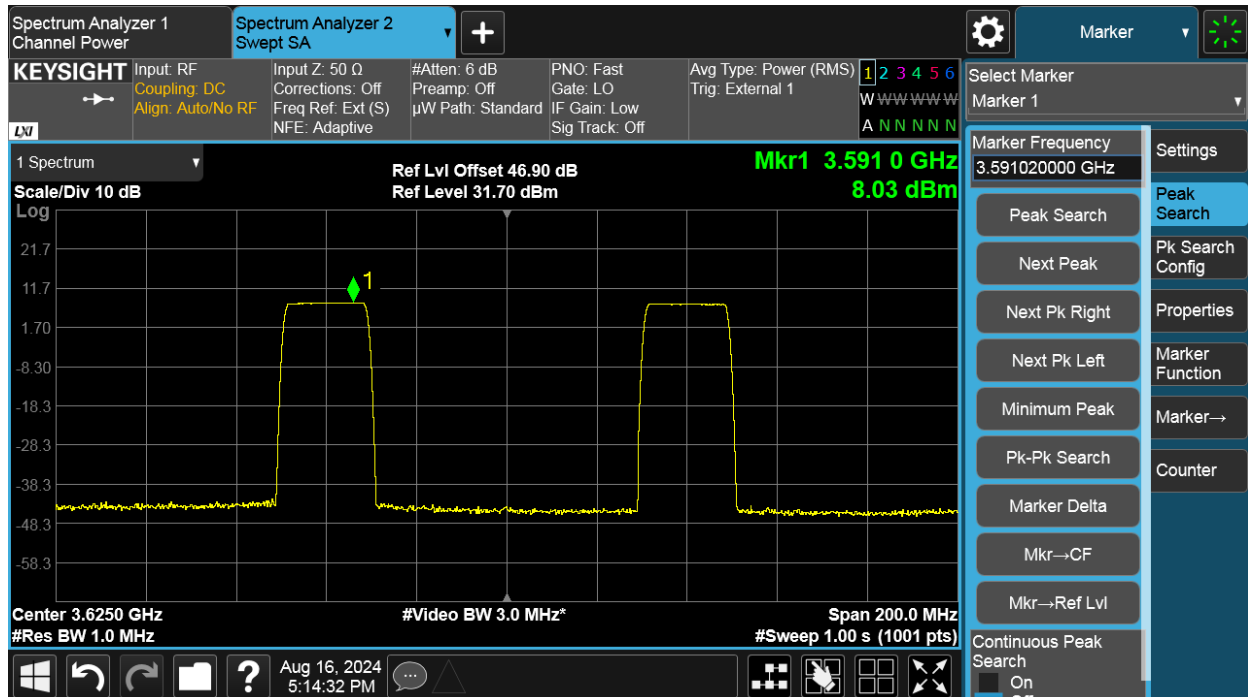 Spectrum Analyzer 1
Channel Power
Spectrum Analyzer 2
Swept SA
+
Marker
KEYSIGHT
LXI
Input: RF
Coupling: DC
Align: Auto/No RF
Input Z: 50 Ω
Corrections: Off
Freq Ref: Ext (S)
NFE: Adaptive
#Atten: 6 dB
Preamp: Off
µW Path: Standard
PNO: Fast
Gate: LO
IF Gain: Low
Sig Track: Off
Avg Type: Power (RMS)
Trig: External 1
1 2 3 4 5 6
W W W W W W
A N N N N N
Select Marker
Marker 1
1 Spectrum
Scale/Div 10 dB
Log
Ref Lvl Offset 46.90 dB
Ref Level 31.70 dBm
Mkr1 3.591 0 GHz
8.03 dBm
21.7
11.7
1.70
-8.30
-18.3
-28.3
-38.3
-48.3
-58.3
1
Center 3.6250 GHz
#Res BW 1.0 MHz
#Video BW 3.0 MHz*
Span 200.0 MHz
#Sweep 1.00 s (1001 pts)
Marker Frequency
3.591020000 GHz
Peak Search
Next Peak
Next Pk Right
Next Pk Left
Minimum Peak
Pk-Pk Search
Marker Delta
Mkr→CF
Mkr→Ref Lvl
Continuous Peak
Search
On
Off
Settings
Peak
Search
Pk Search
Config
Properties
Marker
Function
Marker→
Counter
?
Aug 16, 2024
5:14:32 PM